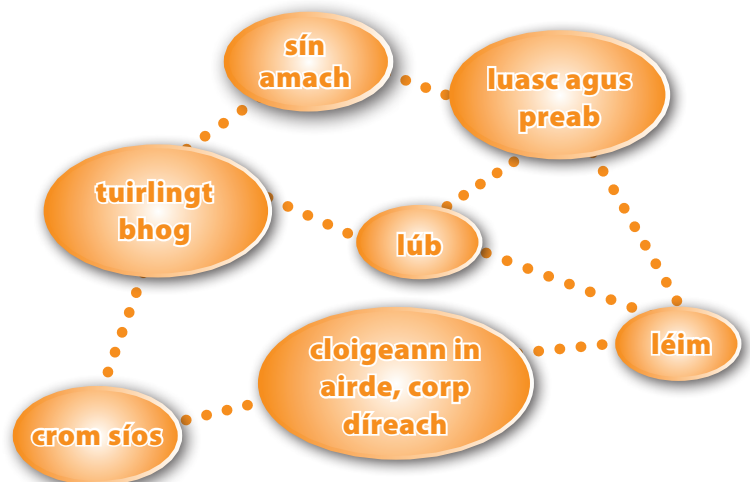 sín
amach
luasc agus
preab
tuirlingt
bhog
lúb
léim
cloigeann in
airde, corp
díreach
crom síos